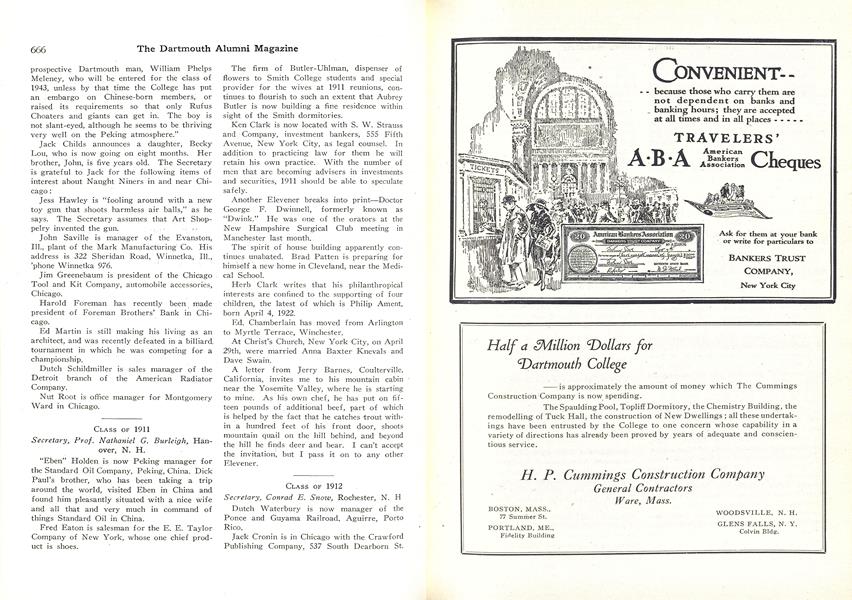 666
The Dartmouth Alumni Magazine
prospective Dartmouth man, William Phelps
Meleney, who will be entered for the class of
1943, unless by that time the College has put
an embargo on Chinese-born members, or
raised its requirements so that only Rufus
Choaters and giants can get in. The boy is
not slant-eyed, although he seems to be thriving
very well on the Peking atmosphere."
Jack Childs announces a daughter, Becky
Lou, who is now going on eight months. Her
brother, John, is five years old. The Secretary
is grateful to Jack for the following items of
interest about Naught Niners in and near Chi-
cago:
Jess Hawley is "fooling around with a new
toy gun that shoots harmless air balls," as he
says. The Secretary assumes that Art Shop-
pelry invented the gun.
John Saville is manager of the Evanston,
Ill., plant of the Mark Manufacturing Co. His
address is 322 Sheridan Road, Winnetka, Ill.,
'phone Winnetka 976.
Jim Greenebaum is president of the Chicago
Tool and Kit Company, automobile accessories,
Chicago.
Harold Foreman has recently been made
president of Foreman Brothers' Bank in Chi-
cago.
Ed Martin is still making his living as an
architect, and was recently defeated in a billiard
tournament in which he was competing for a
championship.
Dutch Schildmiller is sales manager of the
Detroit branch of the American Radiator
Company.
Nut Root is office manager for Montgomery
Ward in Chicago.
Class of 1911
Secretary, Prof. Nathaniel G. Burleigh, Han-
over, N. H.
"Eben" Holden is now Peking manager for
the Standard Oil Company, Peking, China. Dick
Paul's brother, who has been taking a trip
around the world, visited Eben in China and
found him pleasantly situated with a nice wife
and all that and very much in command of
things Standard Oil in China.
Fred Eaton is salesman for the E. E. Taylor
Company of New York, whose one chief prod-
uct is shoes.
The firm of Butler-Uhlman, dispenser of
flowers to Smith College students and special
provider for the wives at 1911 reunions, con-
tinues to flourish to such an extent that Aubrey
Butler is now building a fine residence within
sight of the Smith dormitories.
Ken Clark is now located with S. W. Strauss
and Company, investment bankers, 555 Fifth
Avenue, New York City, as legal counsel. In
addition to practicing law for them he will
retain his own practice. With the number of
men that are becoming advisers in investments
and securities, 1911 should be able to speculate
safely.
Another Elevener breaks into print—Doctor
George F. Dwinnell, formerly known as
"Dwink." He was one of the orators at the
New Hampshire Surgical Club meeting in
Manchester last month.
The spirit of house building apparently con-
tinues unabated. Brad Patten is preparing for
himself a new home in Cleveland, near the Medi-
cal School.
Herb Clark writes that his philanthropic
interests are confined to the supporting of four
children, the latest of which is Philip Ament,
born April 4, 1922.
Ed. Chamberlain has moved from Arlington
to Myrtle Terrace, Winchester.
At Christ's Church, New York City, on April
29th, were married Anna Baxter Knevals and
Dave Swain.
A letter from Jerry Barnes, Coulterville,
California, invites me to his mountain cabin
near the Yosemite Valley, where he is starting
to mine. As his own chef, he has put on fif-
teen pounds of additional beef, part of which
is helped by the fact that he catches trout with-
in a hundred feet of his front door, shoots
mountain quail on the hill behind, and beyond
the hill he finds deer and bear. I can't accept
the invitation, but I pass it on to any other
Elevener.
Class of 1912
Secretary, Conrad E. Snow, Rochester, N. H
Dutch Waterbury is now manager of the
Ponce and Guyama Railroad, Aguirre, Porto
Rico.
Jack Cronin is in Chicago with the Crawford
Publishing Company, 537 South Dearborn St.
TICKETS
CONVENIENT--
-- because those who carry them are
not dependent on banks and
banking hours; they are accepted
at all times and in all places -----
TRAVELERS'
A·B·A American Bankers Association Cheques
American Bankers Association
Ask for them at your bank
or write for particulars to
BANKERS TRUST
COMPANY,
New York City
Half a Million Dollars for
Dartmouth College
—— is approximately the amount of money which The Cummings
Construction Company is now spending.
The Spaulding Pool, Topliff Dormitory, the Chemistry Building, the
remodelling of Tuck Hall, the construction of New Dwellings; all these undertak-
ings have been entrusted by the College to one concern whose capability in a
variety of directions has already been proved by years of adequate and conscien-
tious service.
H. P. Cummings Construction Company
General Contractors
Ware, Mass.
BOSTON, MASS.,
77 Summer St.
PORTLAND, ME.,
Fidelity Building
WOODSVILLE, N. H.
GLENS FALLS, N. Y.
Colvin Bldg.